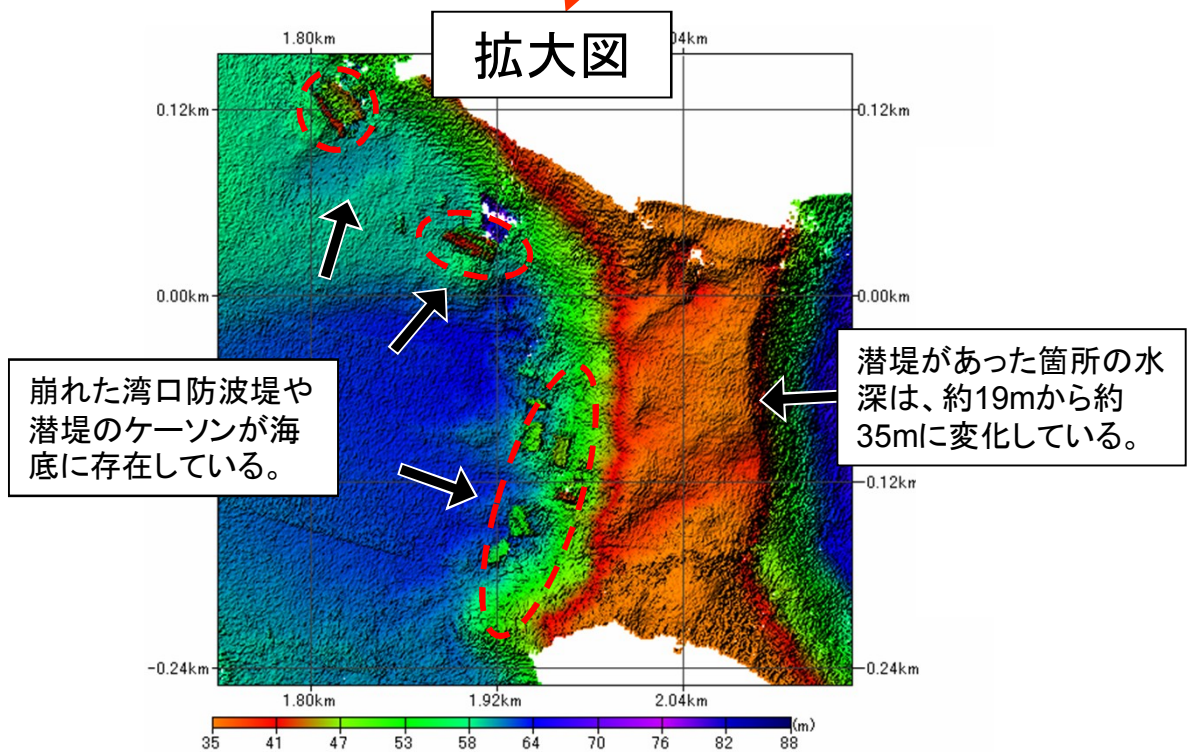 拡大図
1.80km
04km
0.12km
0.12km
0.00km
0.00km
潜堤があった箇所の水
深は、約19mから約
35mに変化している。
崩れた湾口防波堤や
潜堤のケーソンが海
底に存在している。
-0.12km
-0.24km
-0.24km
1.80km
1.92km
2.04km
(m)
35 41 47 53 58 64 70 76 82 88